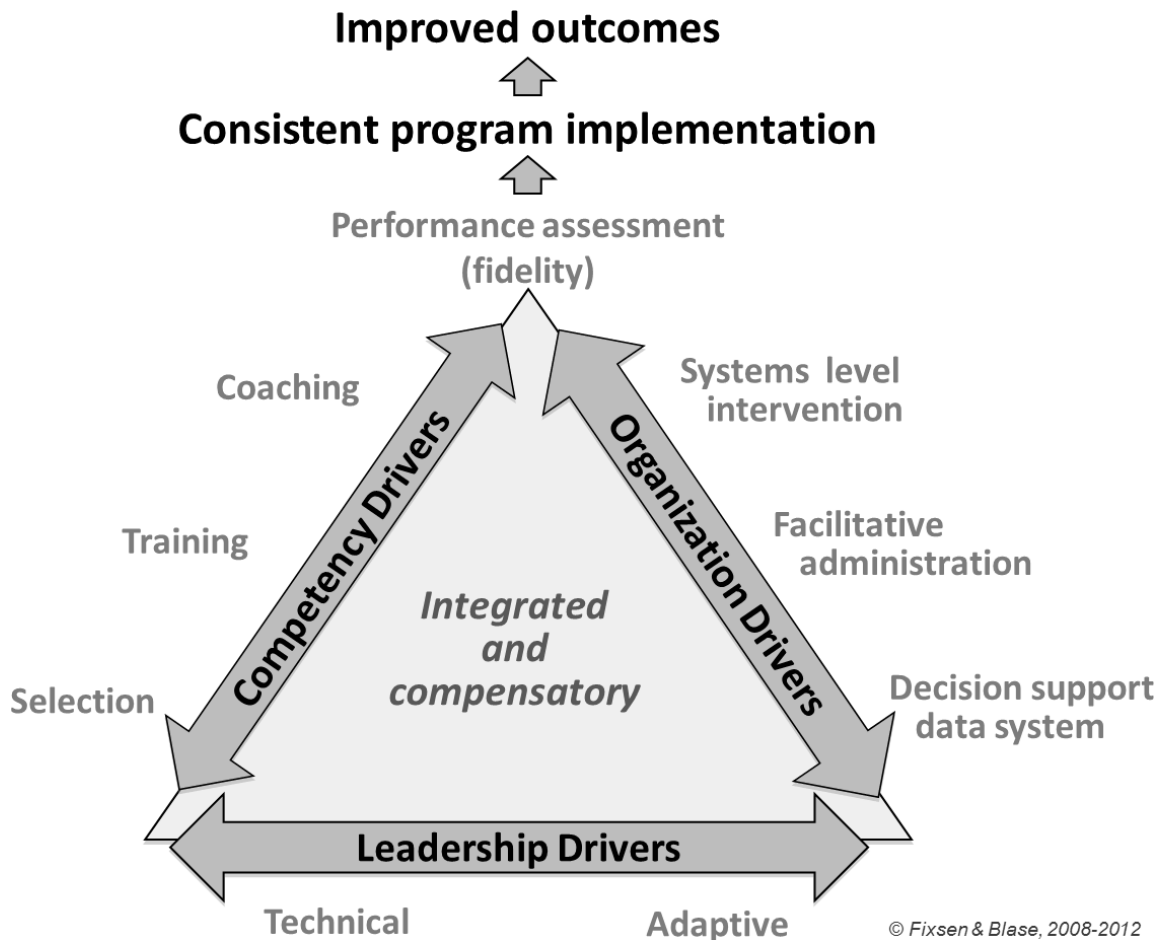 Improved outcomes
Consistent program implementation
Performance assessment
(fidelity)
Coaching
Training
Selection
Competency Drivers
Integrated
and
compensatory
Organization Drivers
Systems level
intervention
Facilitative
administration
Decision support
data system
Leadership Drivers
Technical
Adaptive
© Fixsen & Blase, 2008-2012